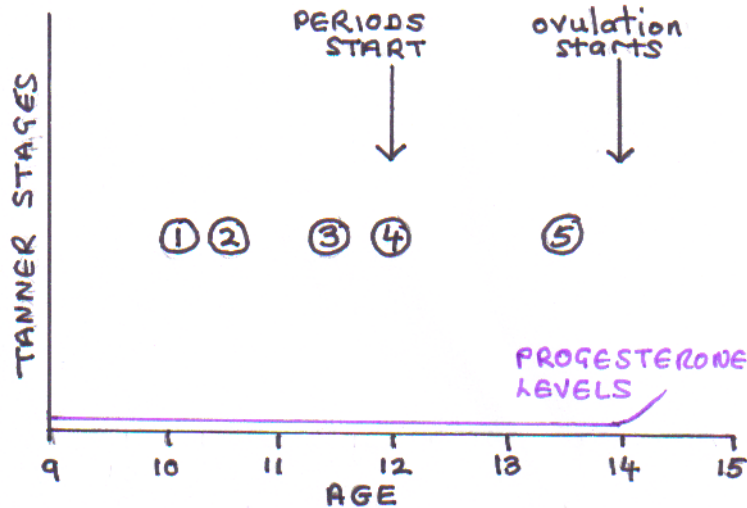 PERIODS
START
ovulation
starts
TANNER STAGES
1 2 3 4 5
PROGESTERONE
LEVELS
9 10 11 12 13 14 15
AGE